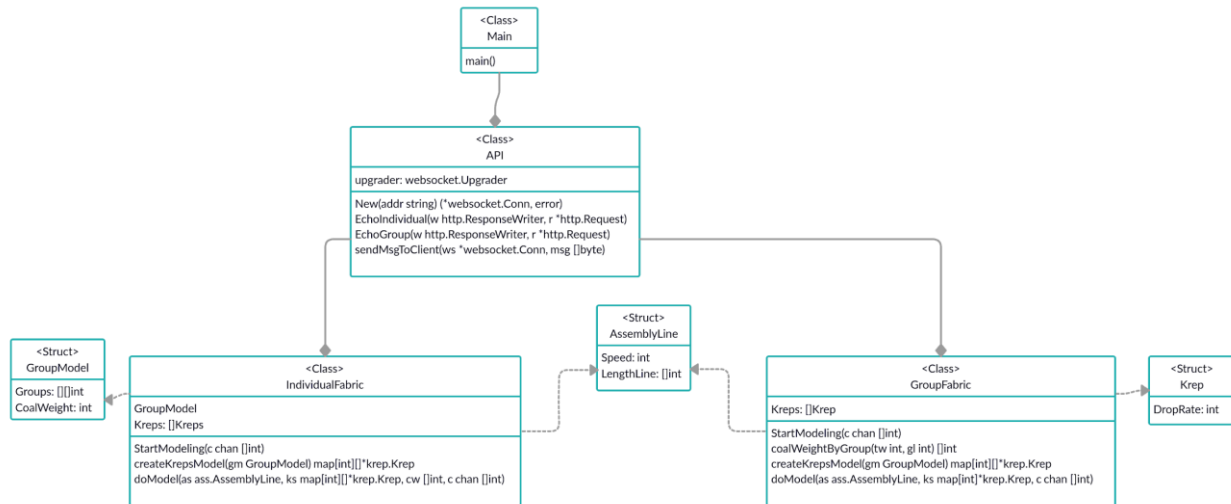 <Class>
Main
main()
<Class>
API
upgrader: websocket.Upgrader
New(addr string) (*websocket.Conn, error)
EchoIndividual(w http.ResponseWriter, r *http.Request)
EchoGroup(w http.ResponseWriter, r *http.Request)
sendMsgToClient(ws *websocket.Conn, msg []byte)
<Struct>
AssemblyLine
Speed: int
LengthLine: []int
<Struct>
GroupModel
Groups: [][]int
CoalWeight: int
<Class>
IndividualFabric
GroupModel
Kreps: []Kreps
StartModeling(c chan []int)
createKrepsModel(gm GroupModel) map[int][]*krep.Krep
doModel(as ass.AssemblyLine, ks map[int][]*krep.Krep, cw []int, c chan []int)
<Class>
GroupFabric
Kreps: []Krep
StartModeling(c chan []int)
coalWeightByGroup(tw int, gl int) []int
createKrepsModel(gm GroupModel) map[int][]*krep.Krep
doModel(as ass.AssemblyLine, ks map[int]*krep.Krep, c chan []int)
<Struct>
Krep
DropRate: int